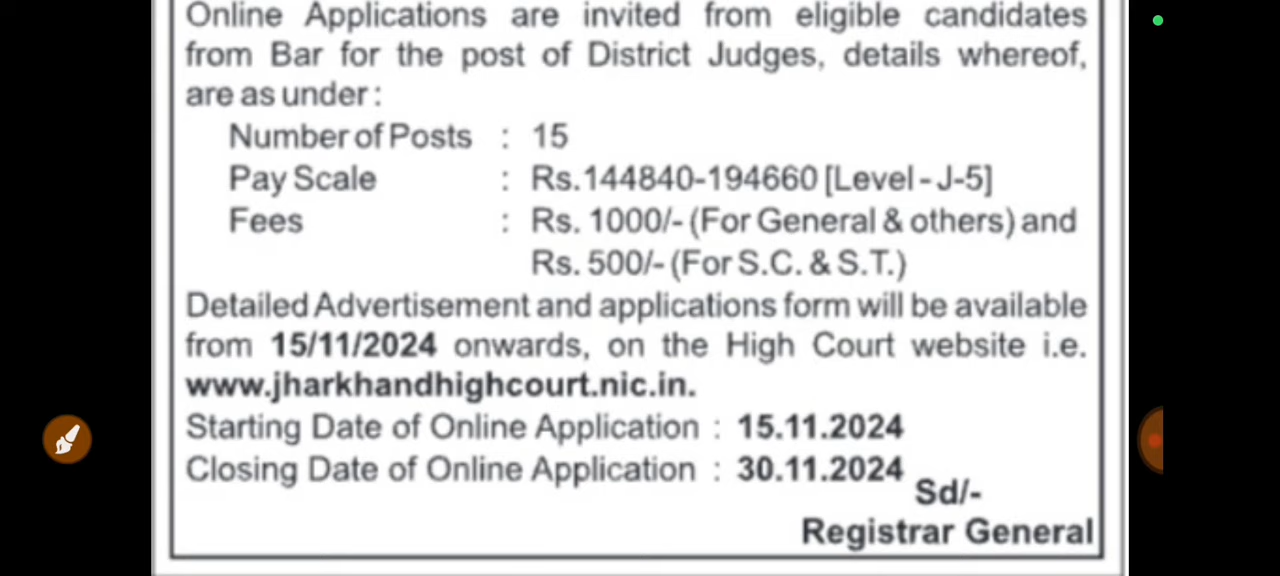 Online Applications are invited from eligible candidates
from Bar for the post of District Judges, details whereof,
are as under :
Number of Posts : 15
Pay Scale : Rs.144840-194660 [Level - J-5]
Fees : Rs. 1000/- (For General & others) and
Rs. 500/- (For S.C. & S.T.)
Detailed Advertisement and applications form will be available
from 15/11/2024 onwards, on the High Court website i.e.
www.jharkhandhighcourt.nic.in.
Starting Date of Online Application : 15.11.2024
Closing Date of Online Application : 30.11.2024
Sd/-
Registrar General